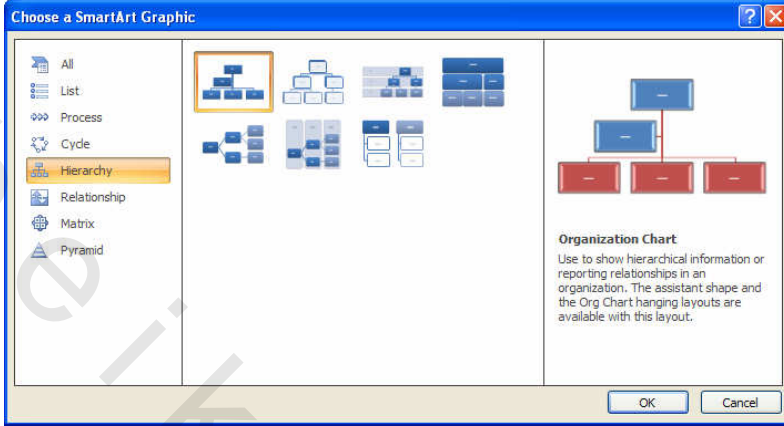 Choose a SmartArt Graphic
All
List
Process
Cycle
Hierarchy
Relationship
Matrix
Pyramid
Organization Chart
Use to show hierarchical information or
reporting relationships in an
organization. The assistant shape and
the Org Chart hanging layouts are
available with this layout.
OK
Cancel
e i k